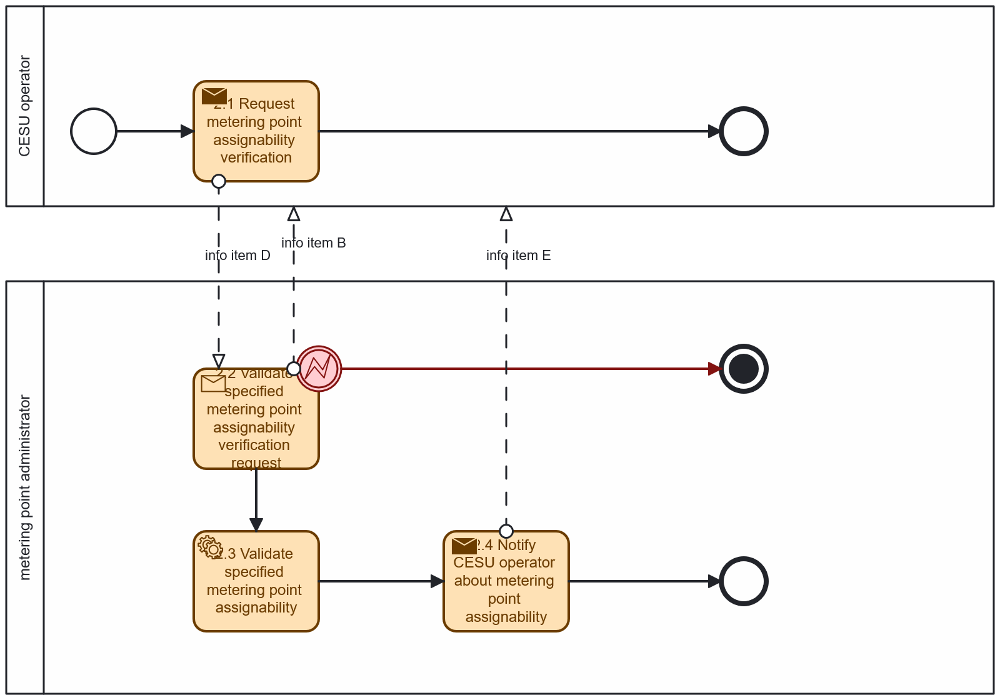 CESU operator
2.1 Request
metering point
assignability
verification
info item B
info item D
info item E
metering point administrator
2.2 Validate
specified
metering point
assignability
verification
request
2.3 Validate
specified
metering point
assignability
2.4 Notify
CESU operator
about metering
point
assignability